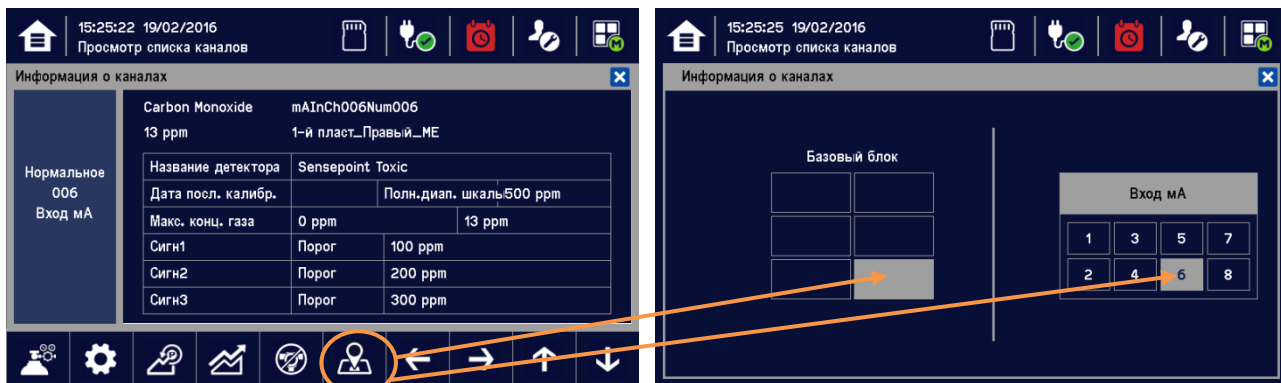 15:25:22 19/02/2016
Просмотр списка каналов
M
Информация о каналах
Нормальное
006
Вход мА
Carbon Monoxide mAInCh006Num006
13 ppm 1-й пласт_Правый_МЕ
Название детектора Sensepoint Toxic
Дата посл. калибр. Полн.диап. шкалы 500 ppm
Макс. конц. газа 0 ppm 13 ppm
Сигн1 Порог 100 ppm
Сигн2 Порог 200 ppm
Сигн3 Порог 300 ppm
15:25:25 19/02/2016
Просмотр списка каналов
M
Информация о каналах
Базовый блок
Вход мА
1 3 5 7
2 4 6 8